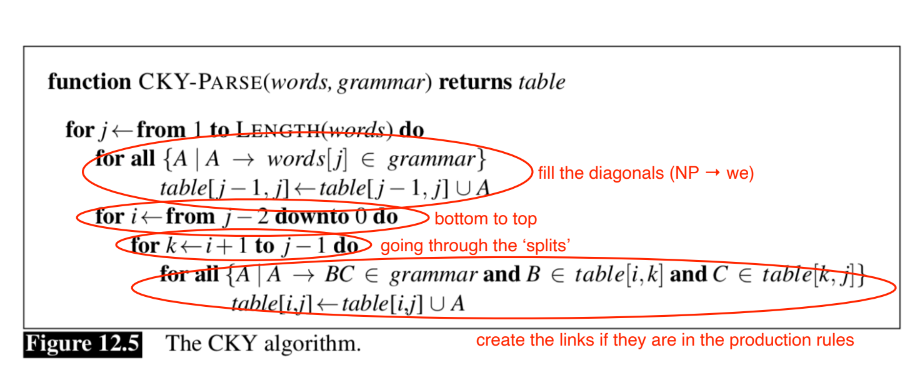 function CKY-PARSE(words, grammar) returns table
for j ← from 1 to LENGTH(words) do
for all {A | A → words[j] ∈ grammar}
fill the diagonals (NP → we)
table[j − 1, j] ← table[j − 1, j] ∪ A
for i ← from j − 2 downto 0 do
bottom to top
for k ← i + 1 to j − 1 do
going through the ‘splits’
for all {A | A → BC ∈ grammar and B ∈ table[i,k] and C ∈ table[k, j]}
table[i,j] ← table[i,j] ∪ A
create the links if they are in the production rules
Figure 12.5 The CKY algorithm.